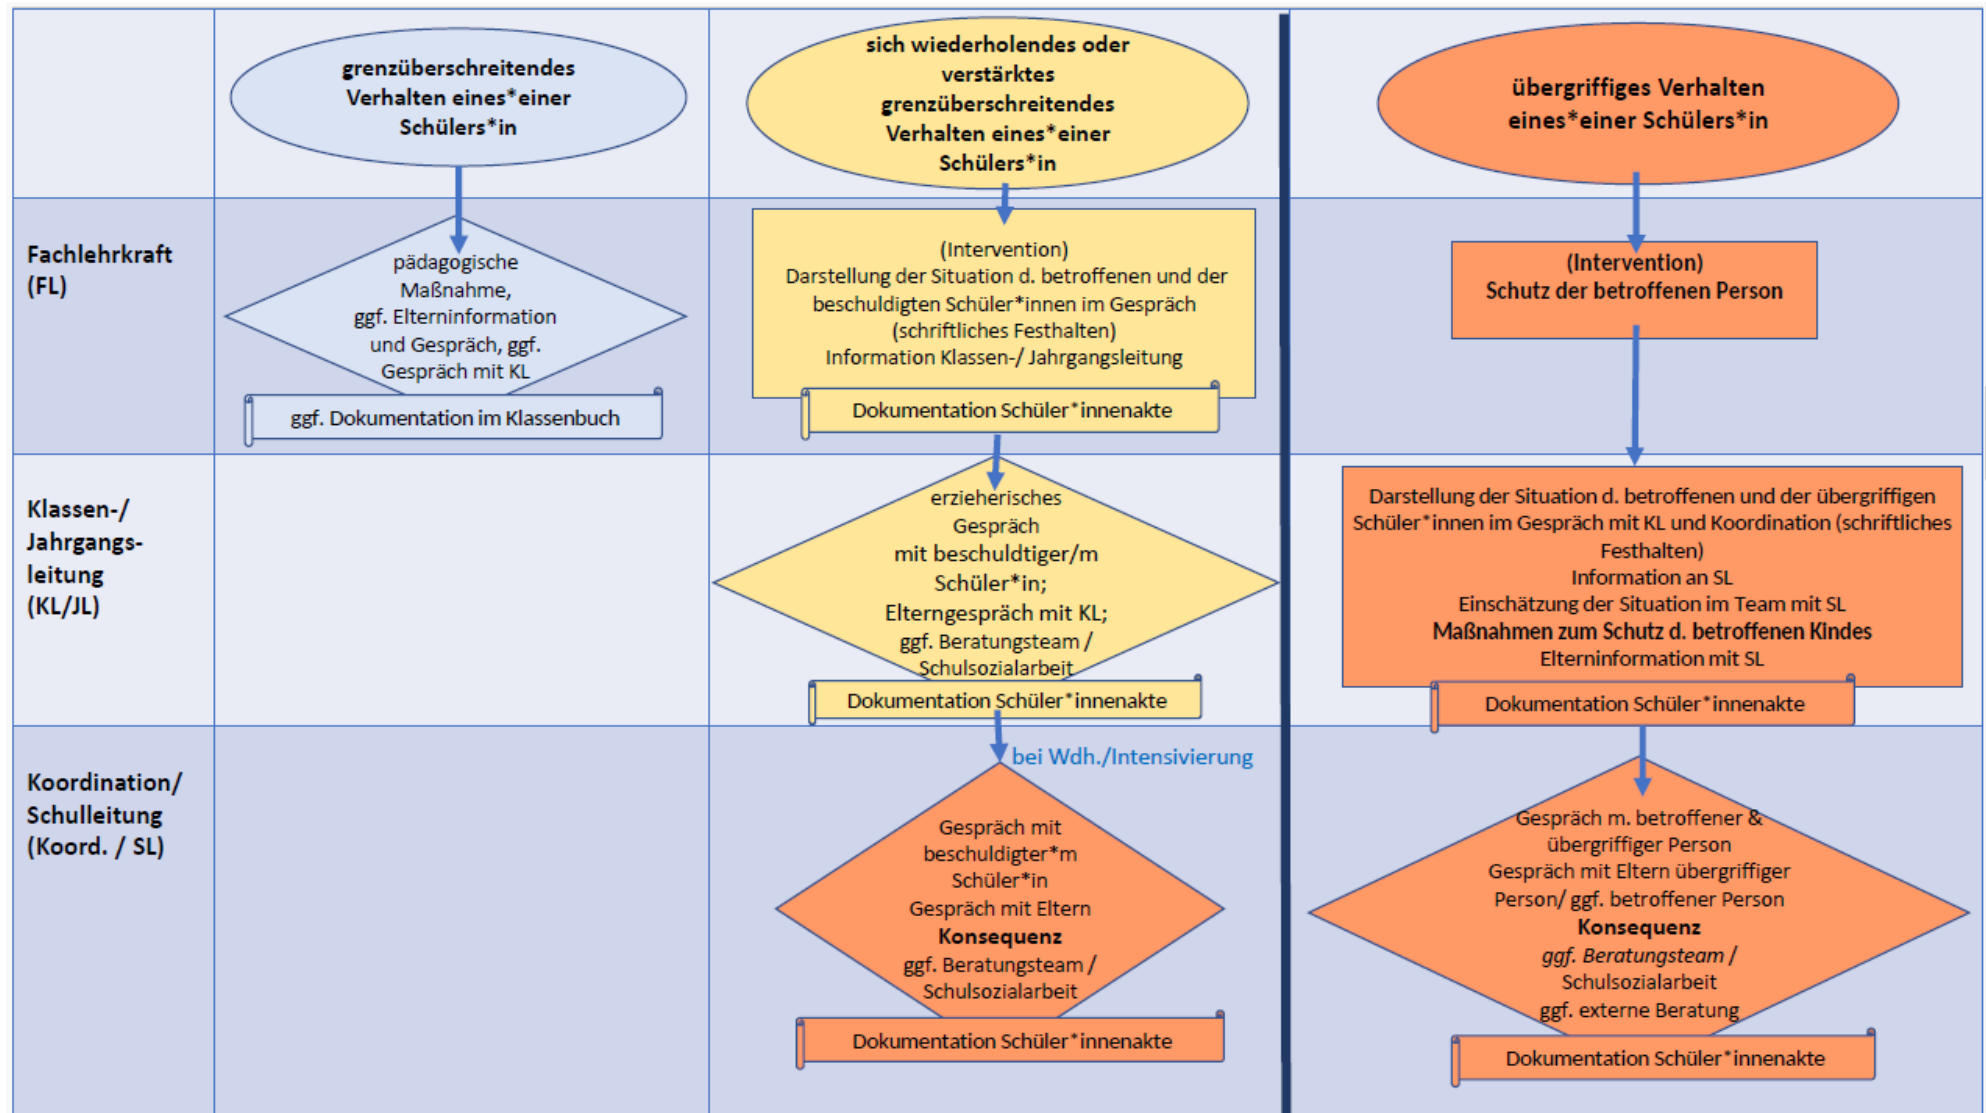 grenzüberschreitendes
Verhalten eines*einer
Schülers*in
sich wiederholendes oder
verstärktes
grenzüberschreitendes
Verhalten eines*einer
Schülers*in
übergriffiges Verhalten
eines*einer Schülers*in
Fachlehrkraft
(FL)
pädagogische
Maßnahme,
ggf. Elterninformation
und Gespräch, ggf.
Gespräch mit KL
ggf. Dokumentation im Klassenbuch
(Intervention)
Darstellung der Situation d. betroffenen und der
beschuldigten Schüler*innen im Gespräch
(schriftliches Festhalten)
Information Klassen-/ Jahrgangsleitung
Dokumentation Schüler*innenakte
(Intervention)
Schutz der betroffenen Person
Klassen-/
Jahrgangs-
leitung
(KL/JL)
erzieherisches
Gespräch
mit beschuldtiger/m
Schüler*in;
Elterngespräch mit KL;
ggf. Beratungsteam /
Schulsozialarbeit
Dokumentation Schüler*innenakte
Darstellung der Situation d. betroffenen und der übergriffigen
Schüler*innen im Gespräch mit KL und Koordination (schriftliches
Festhalten)
Information an SL
Einschätzung der Situation im Team mit SL
Maßnahmen zum Schutz d. betroffenen Kindes
Elterninformation mit SL
Dokumentation Schüler*innenakte
Koordination/
Schulleitung
(Koord. / SL)
bei Wdh./Intensivierung
Gespräch mit
beschuldigter*m
Schüler*in
Gespräch mit Eltern
Konsequenz
ggf. Beratungsteam /
Schulsozialarbeit
Dokumentation Schüler*innenakte
Gespräch m. betroffener &
übergriffiger Person
Gespräch mit Eltern übergriffiger
Person/ ggf. betroffener Person
Konsequenz
ggf. Beratungsteam /
Schulsozialarbeit
ggf. externe Beratung
Dokumentation Schüler*innenakte